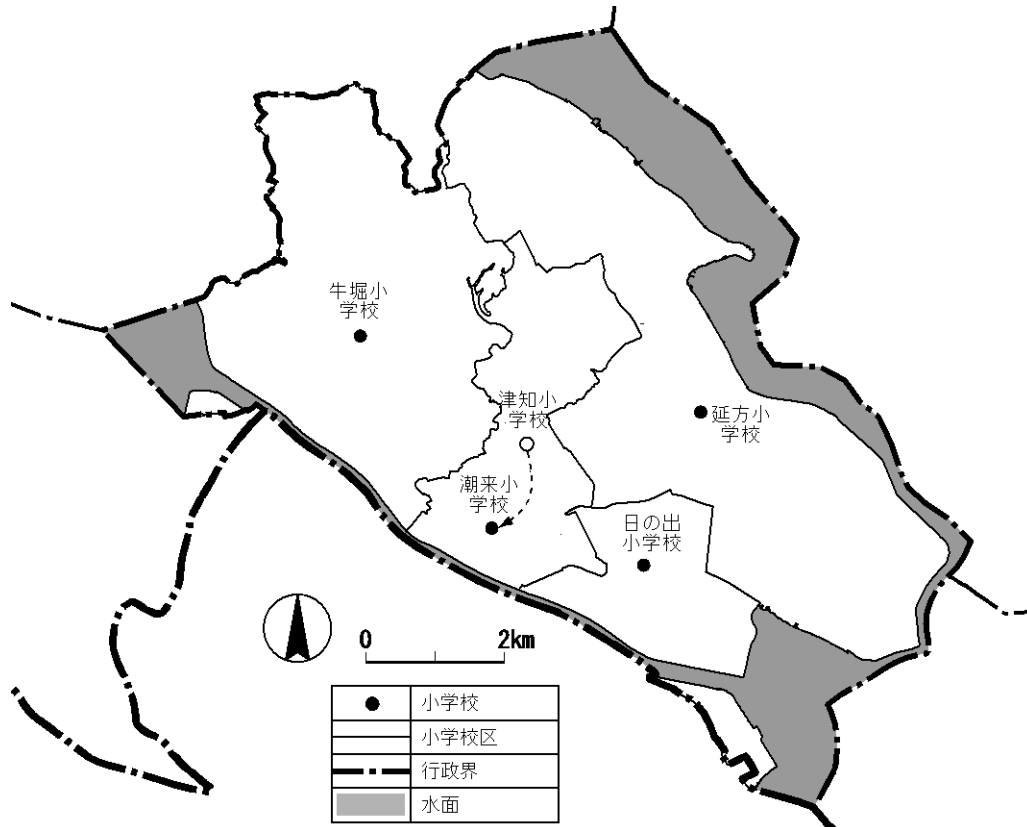 牛堀小
学校
津知小
学校
延方小
学校
潮来小
学校
日の出
小学校
0 2km
小学校
小学校区
行政界
水面